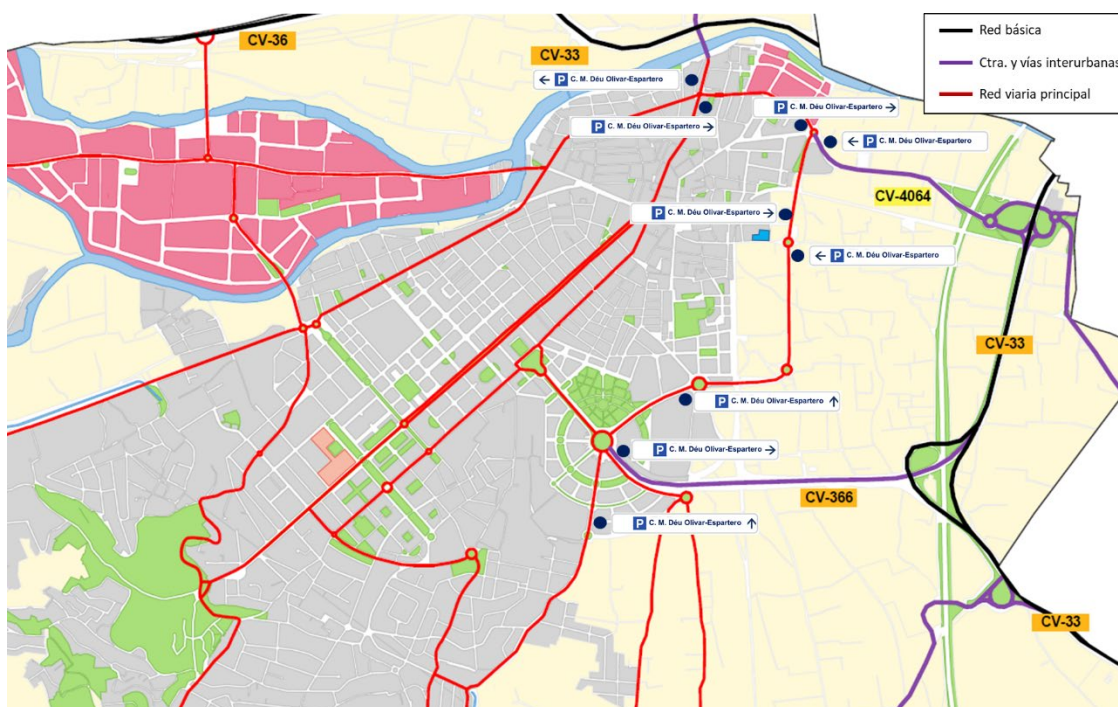 Red básica
Ctra. y vías interurbanas
Red viaria principal
CV-36
CV-33
← P C. M. Déu Olivar-Espartero
P C. M. Déu Olivar-Espartero →
P C. M. Déu Olivar-Espartero →
← P C. M. Déu Olivar-Espartero
CV-4064
P C. M. Déu Olivar-Espartero →
← P C. M. Déu Olivar-Espartero
CV-33
P C. M. Déu Olivar-Espartero ↑
P C. M. Déu Olivar-Espartero →
CV-366
P C. M. Déu Olivar-Espartero ↑
CV-33